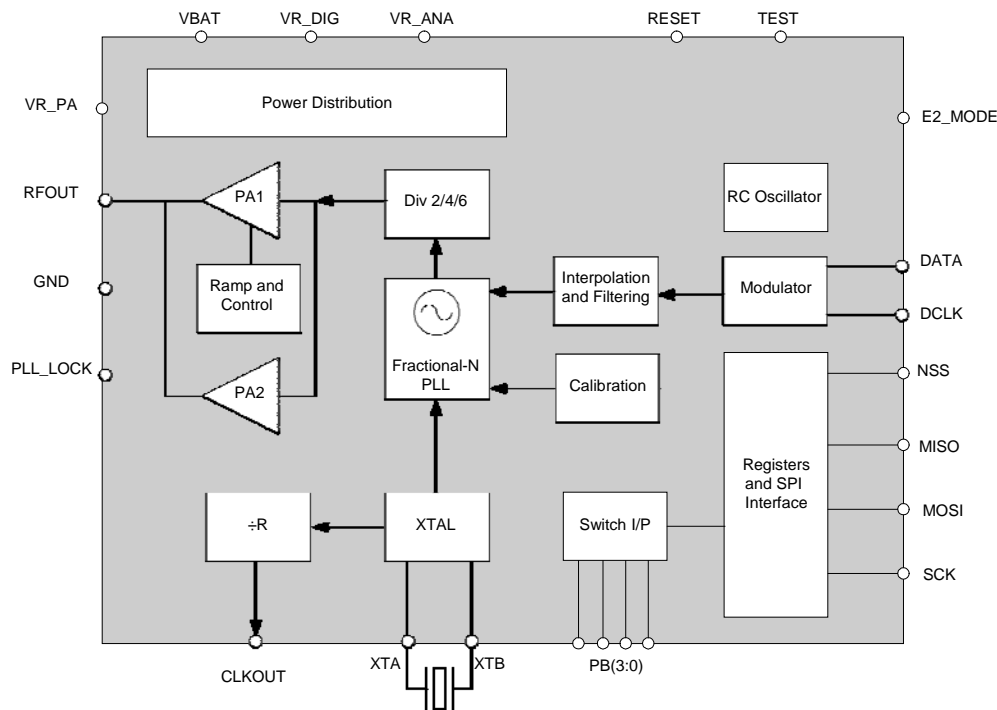 VBAT
VR_DIG
VR_ANA
RESET
TEST
VR_PA
Power Distribution
E2_MODE
RFOUT
PA1
Div 2/4/6
RC Oscillator
GND
Ramp and
Control
Fractional-N
PLL
Interpolation
and Filtering
Modulator
DATA
DCLK
PLL_LOCK
PA2
Calibration
NSS
MISO
Registers
and SPI
Interface
MOSI
SCK
÷R
XTAL
Switch I/P
CLKOUT
XTA
XTB
PB(3:0)